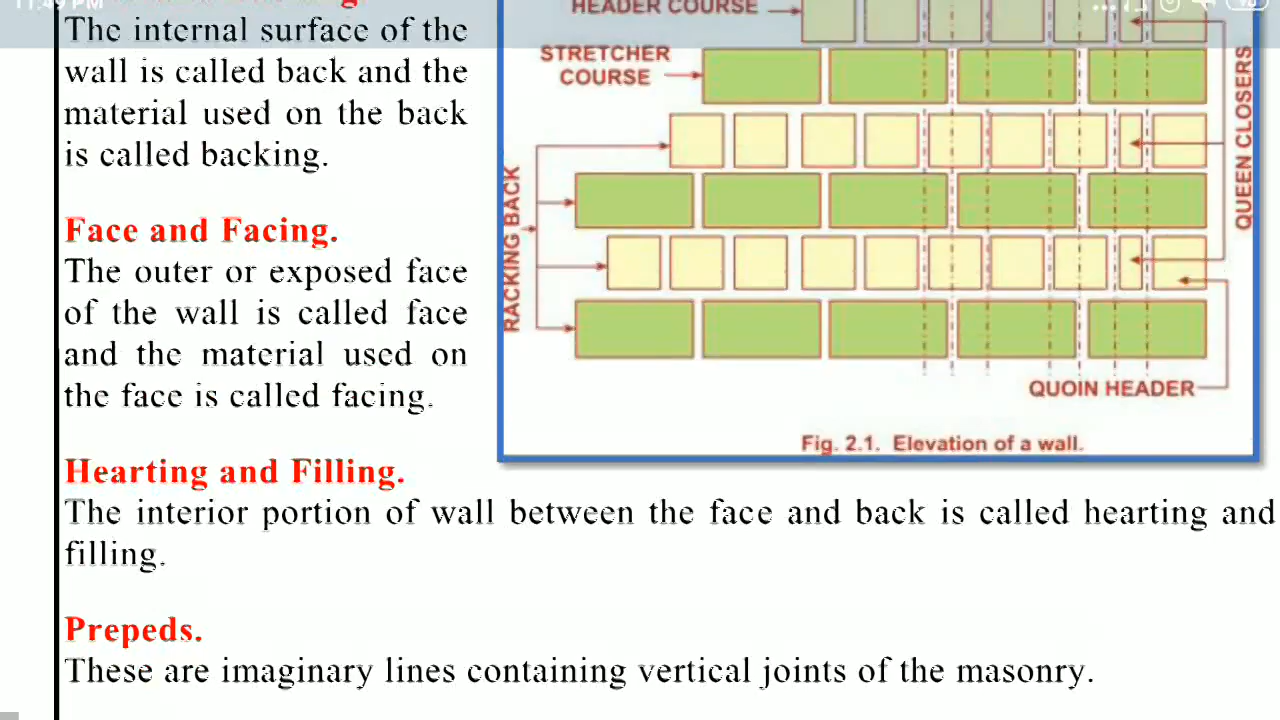 11:49 PM
The internal surface of the
wall is called back and the
material used on the back
is called backing.
Face and Facing.
The outer or exposed face
of the wall is called face
and the material used on
the face is called facing.
HEADER COURSE
STRETCHER
COURSE
RACKING BACK
QUEEN CLOSERS
QUOIN HEADER
Fig. 2.1. Elevation of a wall.
Hearting and Filling.
The interior portion of wall between the face and back is called hearting and
filling.
Prepeds.
These are imaginary lines containing vertical joints of the masonry.